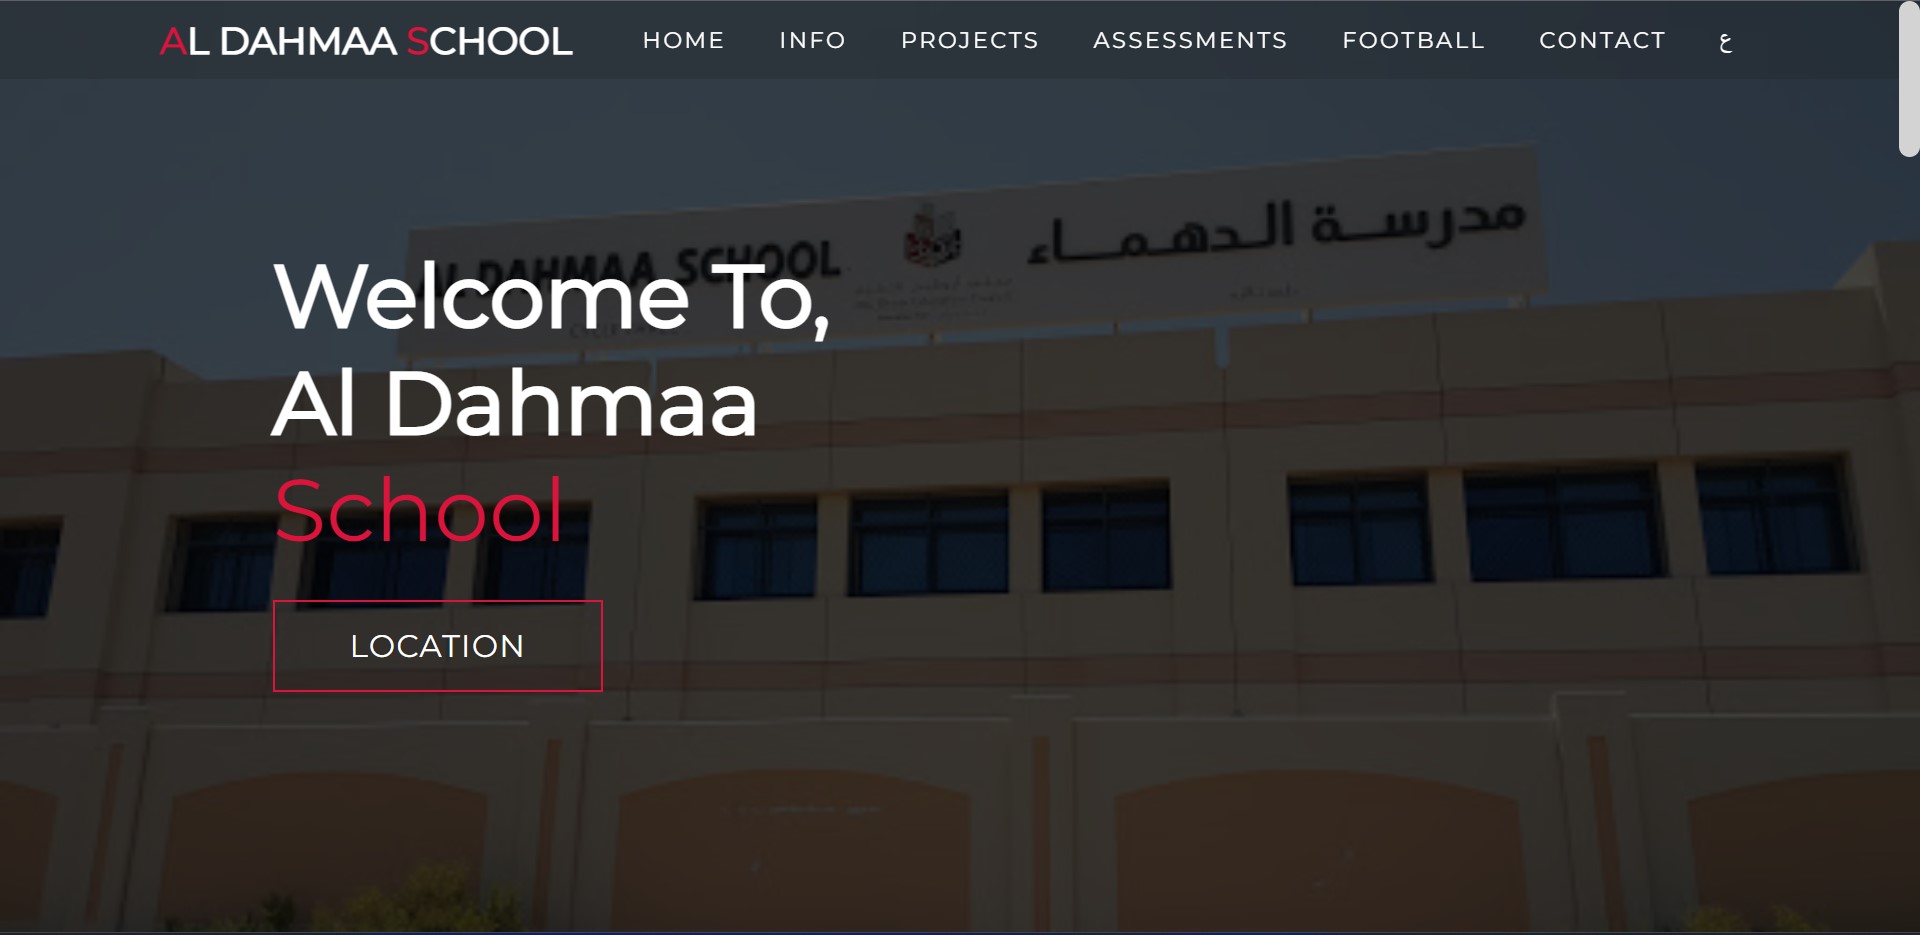 AL DAHMAA SCHOOL HOME INFO PROJECTS ASSESSMENTS FOOTBALL CONTACT ع
AL DAHMAA SCHOOL مدرسة الدهماء
Welcome To,
Al Dahmaa
School
LOCATION